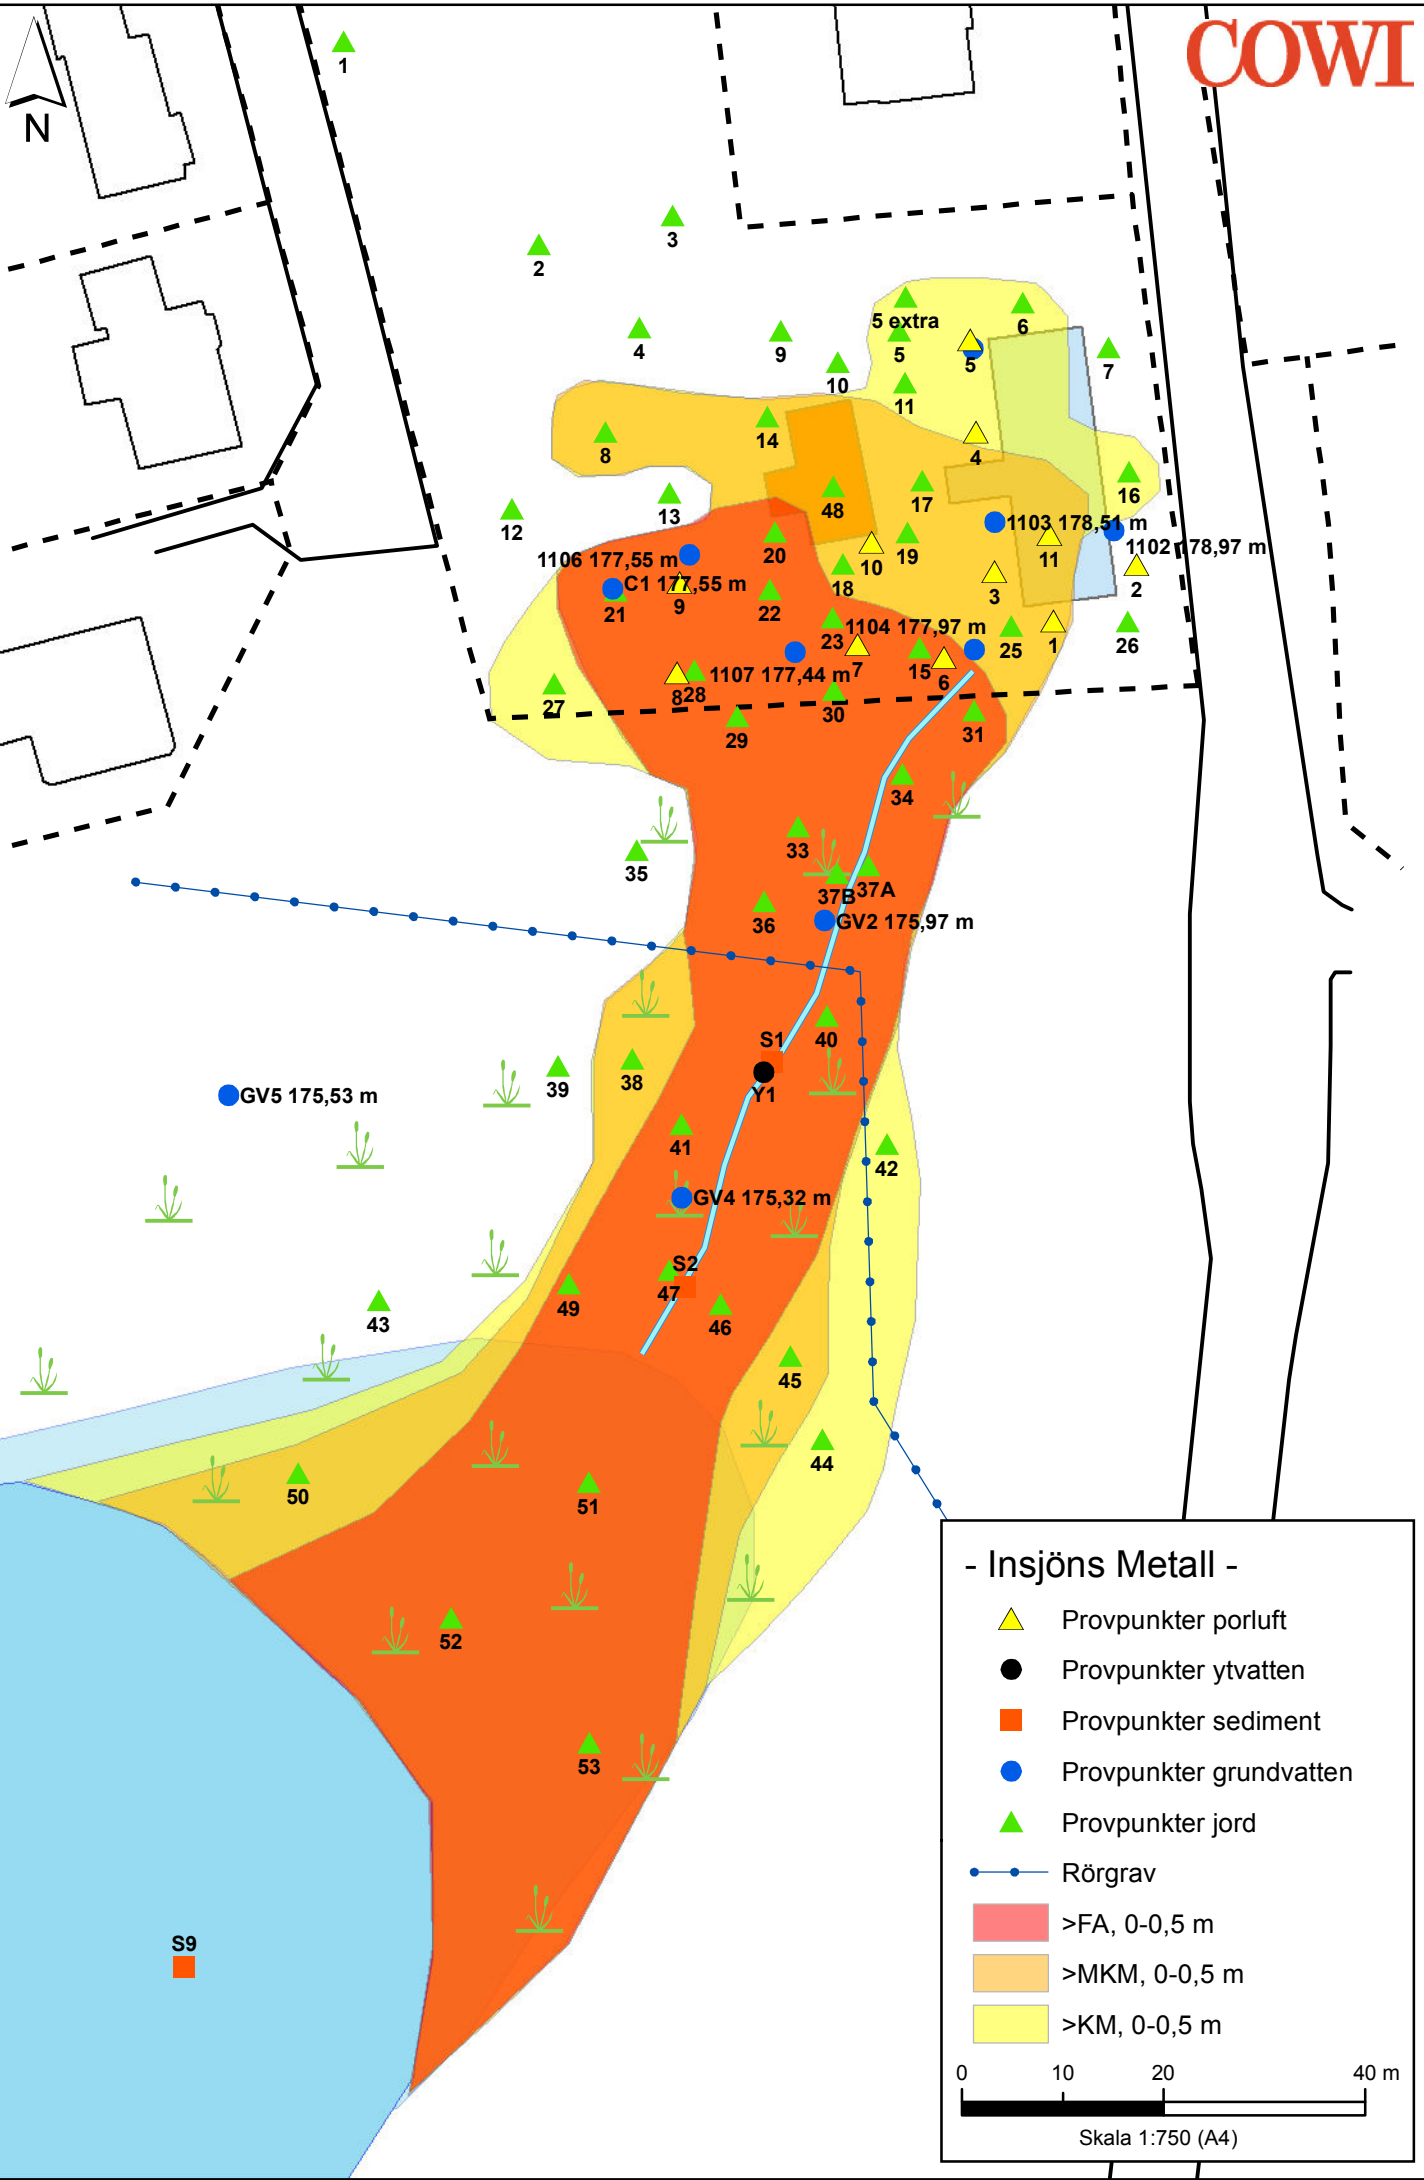 COWI
N
1
3
2
5 extra
6
4
9
5
5
7
10
11
14
8
4
16
17
48
13
12
1103 178,51 m
1102 178,97 m
20
19
11
10
1106 177,55 m
C1 177,55 m
18
3
2
21
9
22
23
1104 177,97 m
25
1
26
7
15
6
27
8
28
1107 177,44 m
30
29
31
34
33
35
37B
37A
36
GV2 175,97 m
S1
40
Y1
39
38
GV5 175,53 m
41
42
GV4 175,32 m
S2
47
49
46
43
45
44
50
51
52
53
S9
- Insjöns Metall -
Provpunkter porluft
Provpunkter ytvatten
Provpunkter sediment
Provpunkter grundvatten
Provpunkter jord
Rörgrav
>FA, 0-0,5 m
>MKM, 0-0,5 m
>KM, 0-0,5 m
0 10 20 40 m
Skala 1:750 (A4)